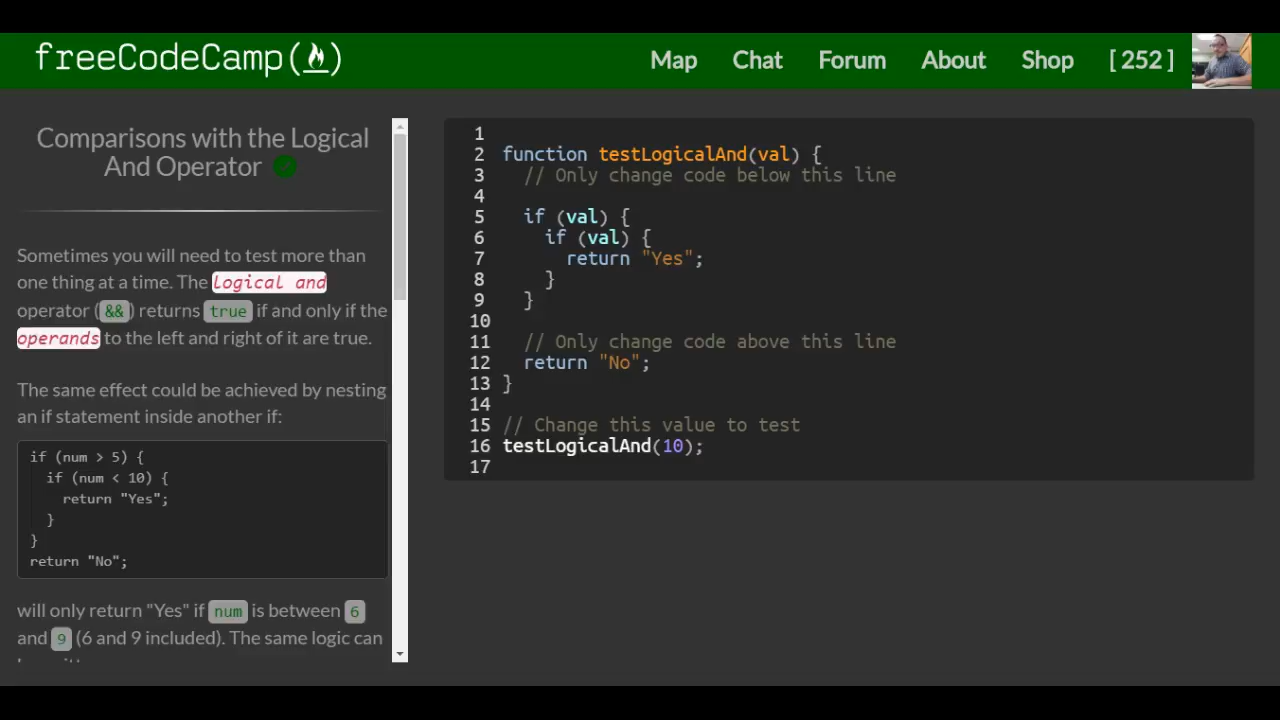 freeCodeCamp(🔥)
Map Chat Forum About Shop [ 252 ]
Comparisons with the Logical
And Operator
Sometimes you will need to test more than
one thing at a time. The logical and
operator (&&) returns true if and only if the
operands to the left and right of it are true.
The same effect could be achieved by nesting
an if statement inside another if:
if (num > 5) {
  if (num < 10) {
    return "Yes";
  }
}
return "No";
will only return "Yes" if num is between 6
and 9 (6 and 9 included). The same logic can
1
2 function testLogicalAnd(val) {
3   // Only change code below this line
4
5   if (val) {
6     if (val) {
7       return "Yes";
8     }
9   }
10
11   // Only change code above this line
12   return "No";
13 }
14
15 // Change this value to test
16 testLogicalAnd(10);
17